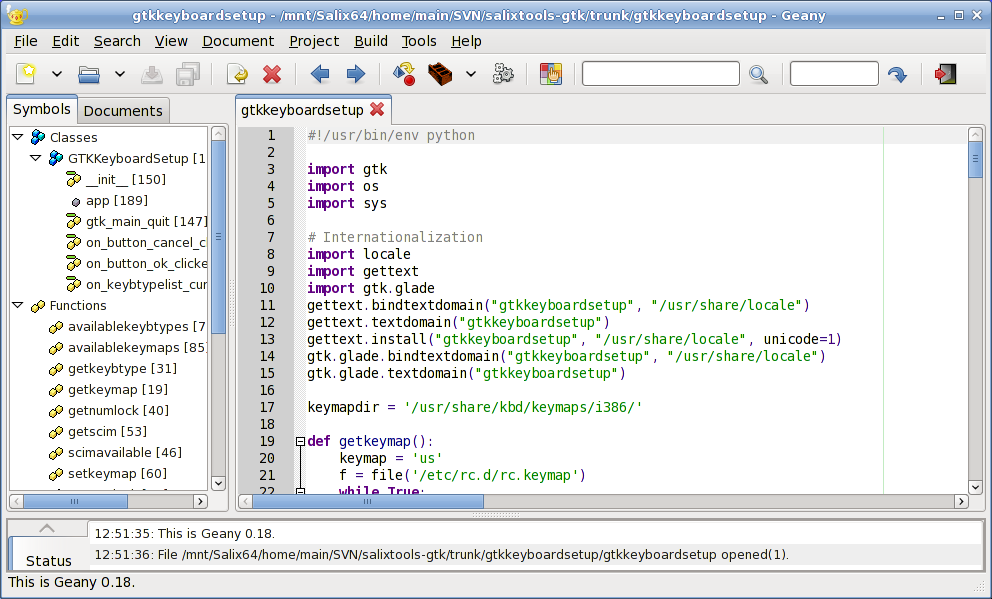 gtkkeyboardsetup - /mnt/Salix64/home/main/SVN/salixtools-gtk/trunk/gtkkeyboardsetup - Geany
File Edit Search View Document Project Build Tools Help
Symbols Documents
Classes
GTKKeyboardSetup [1
__init__ [150]
app [189]
gtk_main_quit [147]
on_button_cancel_c
on_button_ok_clicke
on_keybtypelist_cur
Functions
availablekeybtypes [7
availablekeymaps [85]
getkeybtype [31]
getkeymap [19]
getnumlock [40]
getscim [53]
scimavailable [46]
setkeymap [60]
gtkkeyboardsetup
1 #!/usr/bin/env python
2
3 import gtk
4 import os
5 import sys
6
7 # Internationalization
8 import locale
9 import gettext
10 import gtk.glade
11 gettext.bindtextdomain("gtkkeyboardsetup", "/usr/share/locale")
12 gettext.textdomain("gtkkeyboardsetup")
13 gettext.install("gtkkeyboardsetup", "/usr/share/locale", unicode=1)
14 gtk.glade.bindtextdomain("gtkkeyboardsetup", "/usr/share/locale")
15 gtk.glade.textdomain("gtkkeyboardsetup")
16
17 keymapdir = '/usr/share/kbd/keymaps/i386/'
18
19 def getkeymap():
20 keymap = 'us'
21 f = file('/etc/rc.d/rc.keymap')
22 while True:
Status
12:51:35: This is Geany 0.18.
12:51:36: File /mnt/Salix64/home/main/SVN/salixtools-gtk/trunk/gtkkeyboardsetup/gtkkeyboardsetup opened(1).
This is Geany 0.18.